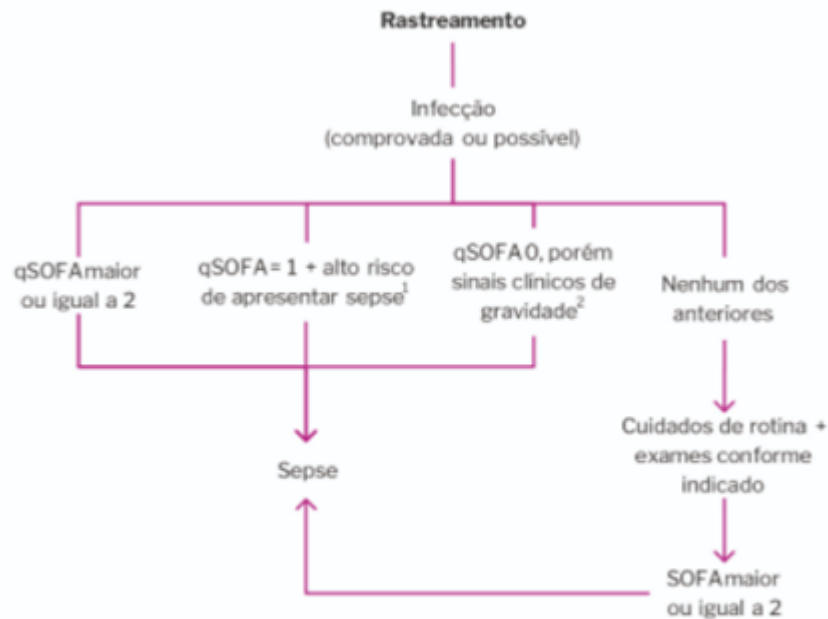 Rastreamento
Infecção
(comprovada ou possível)
qSOFA maior
ou igual a 2
qSOFA = 1 + alto risco
de apresentar sepse¹
qSOFA 0, porém
sinais clínicos de
gravidade²
Nenhum dos
anteriores
Cuidados de rotina +
exames conforme
indicado
Sepse
SOFA maior
ou igual a 2